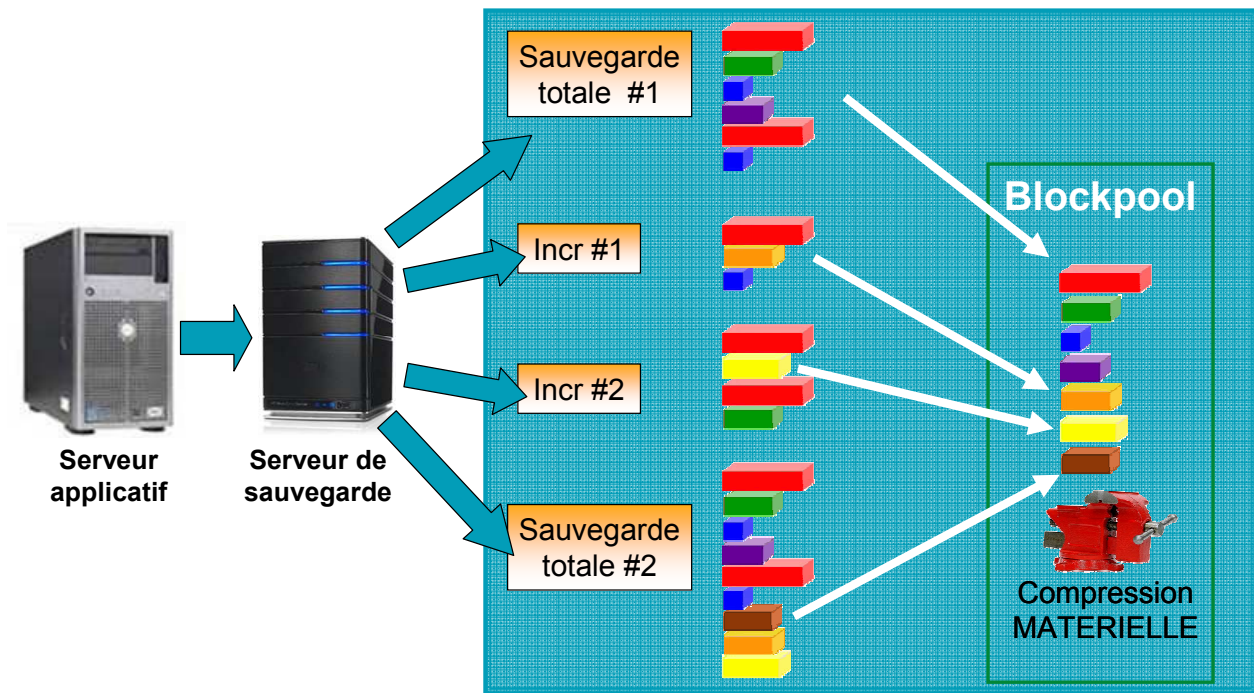 Sauvegarde
totale #1
Incr #1
Incr #2
Sauvegarde
totale #2
Serveur
applicatif
Serveur de
sauvegarde
Blockpool
Compression
MATERIELLE